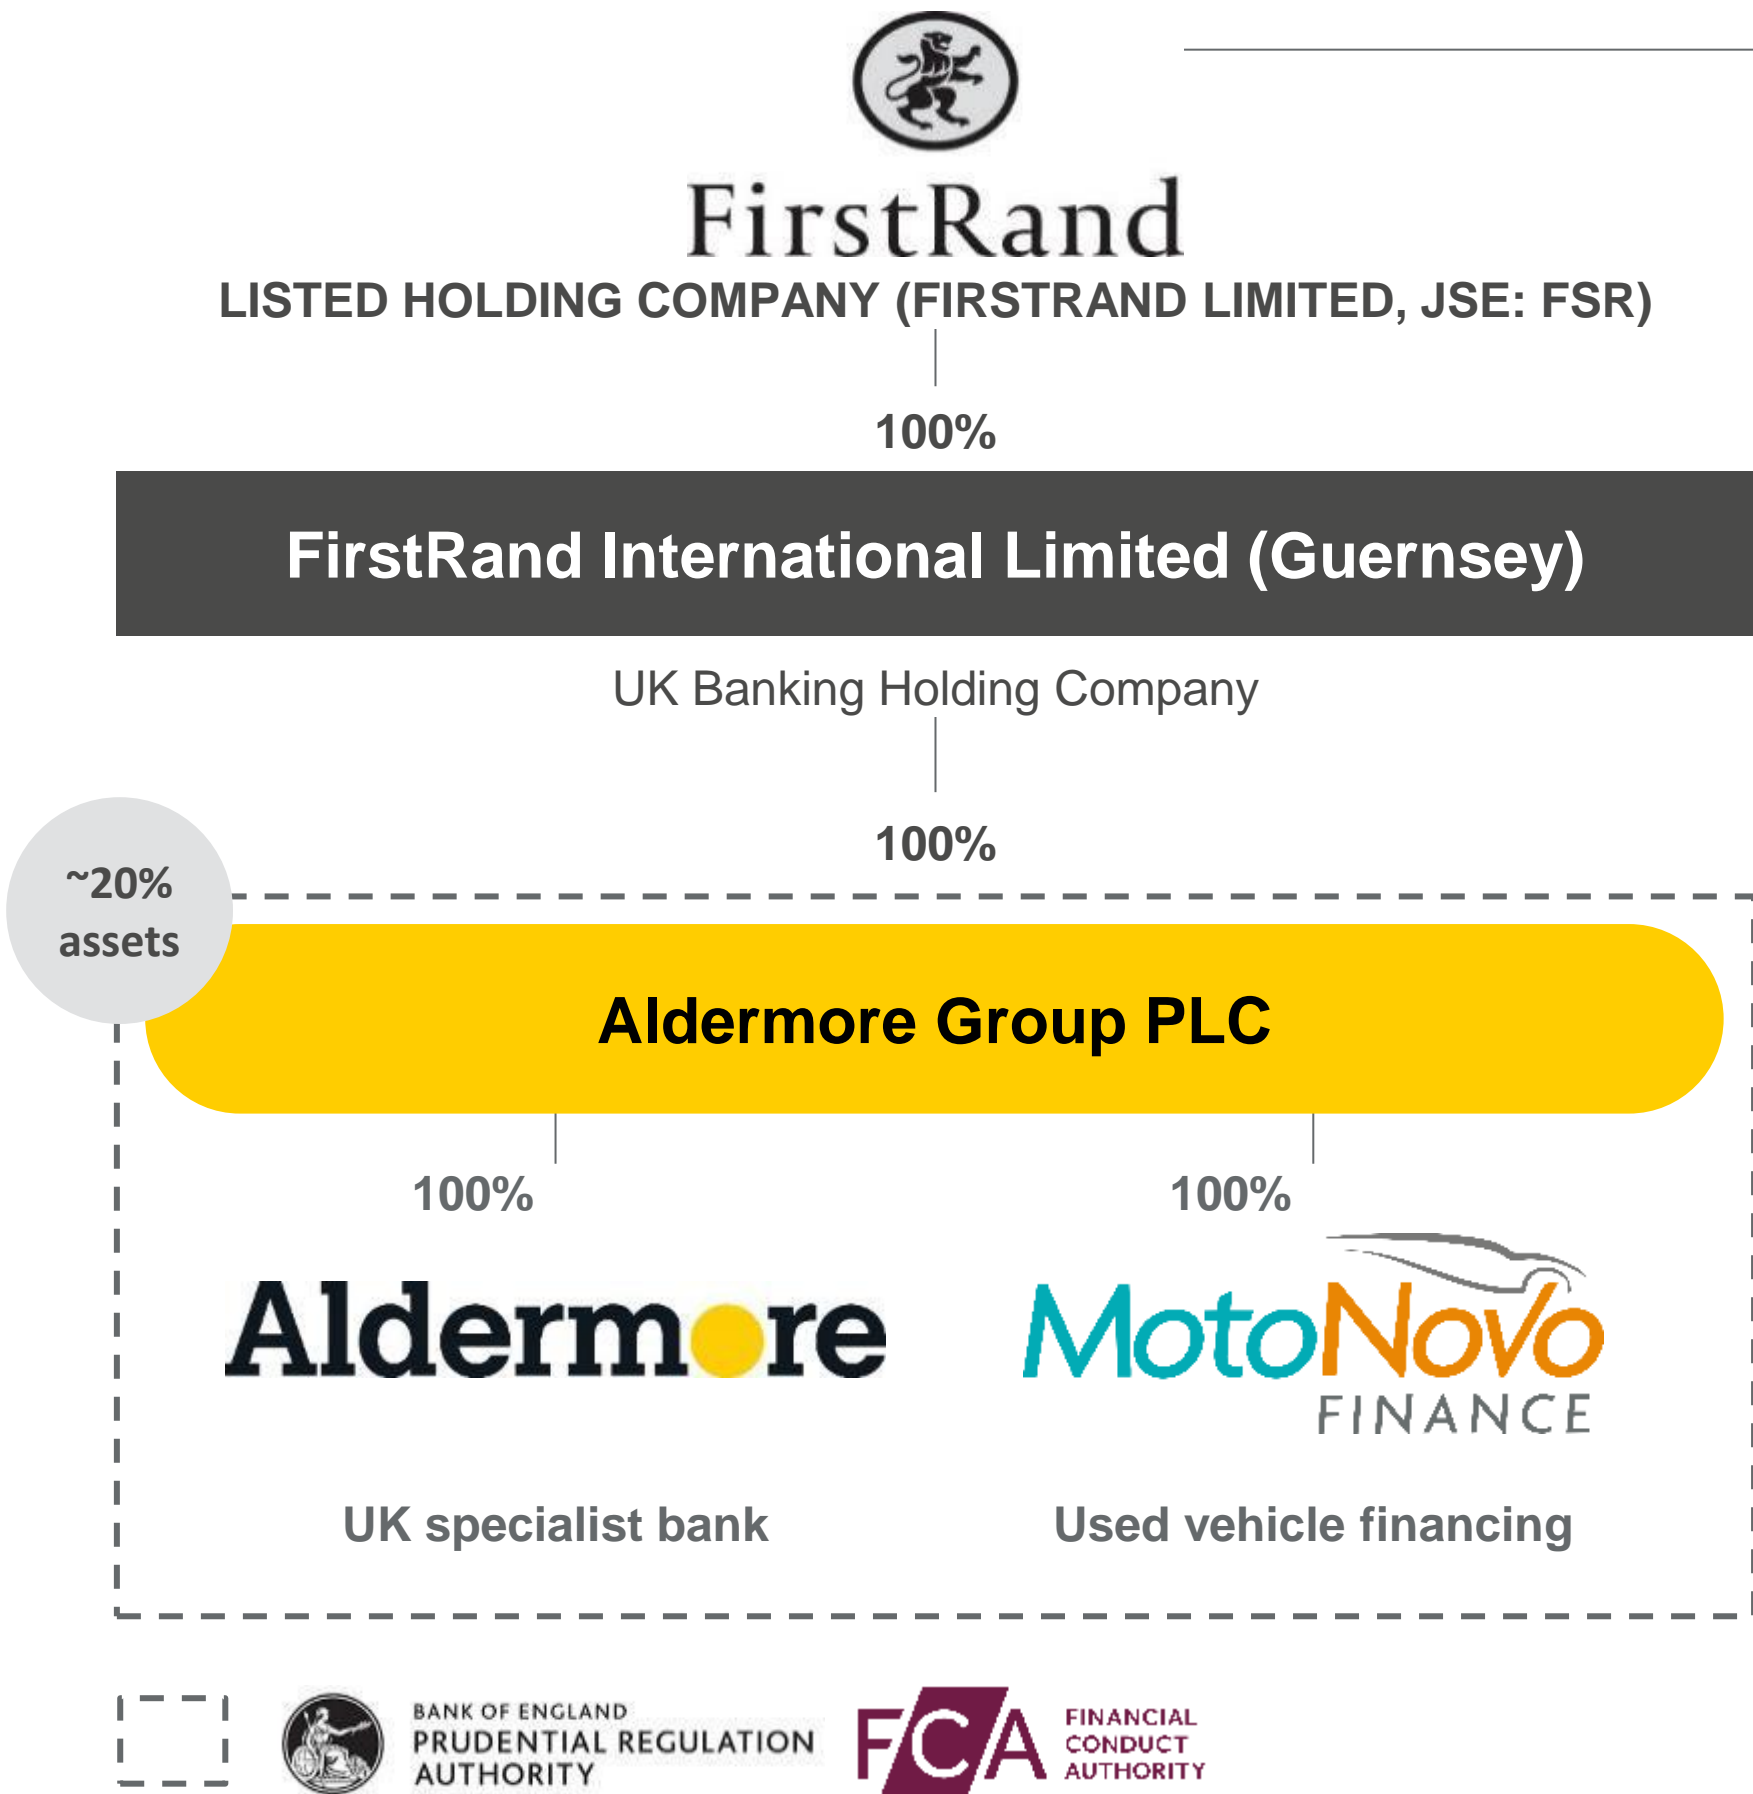 FirstRand
LISTED HOLDING COMPANY (FIRSTRAND LIMITED, JSE: FSR)
100%
FirstRand International Limited (Guernsey)
UK Banking Holding Company
100%
~20%
assets
Aldermore Group PLC
100%
100%
Aldermore
MotoNovo
FINANCE
UK specialist bank
Used vehicle financing
BANK OF ENGLAND
PRUDENTIAL REGULATION
AUTHORITY
FCA
FINANCIAL
CONDUCT
AUTHORITY